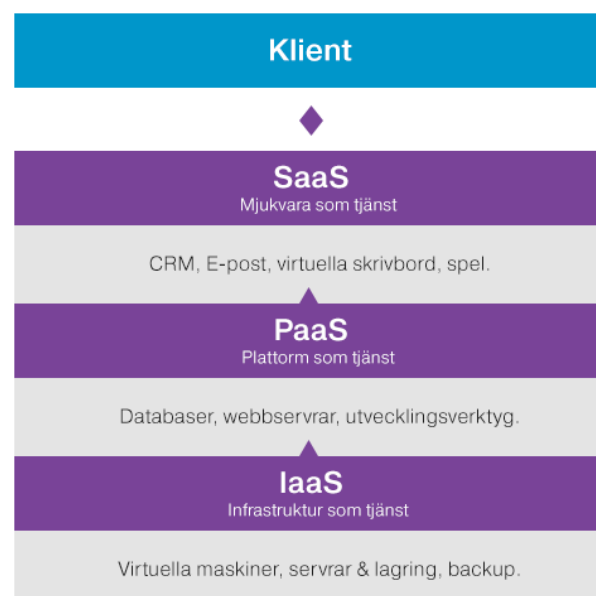 Klient
SaaS
Mjukvara som tjänst
CRM, E-post, virtuella skrivbord, spel.
PaaS
Plattorm som tjänst
Databaser, webbservrar, utvecklingsverktyg.
IaaS
Infrastruktur som tjänst
Virtuella maskiner, servrar & lagring, backup.